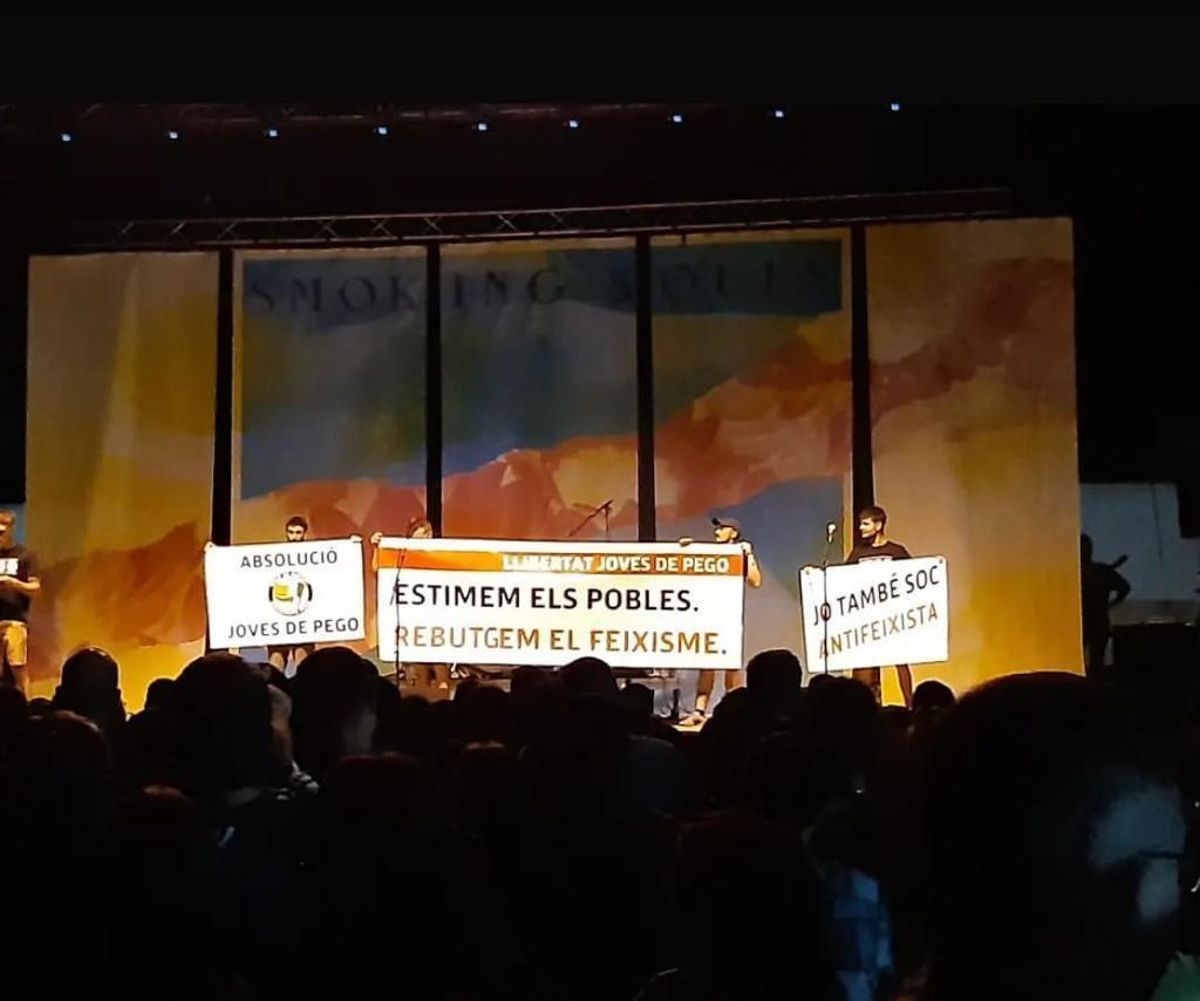 SMOKING SOULS
ABSOLUCIÓ
JOVES DE PEGO
LLIBERTAT JOVES DE PEGO
ESTIMEM ELS POBLES.
REBUTGEM EL FEIXISME.
JO TAMBÉ SOC
ANTIFEIXISTA